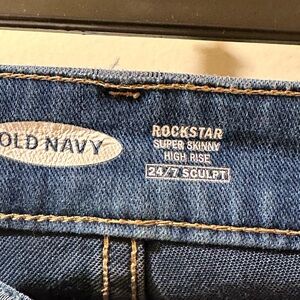 OLD NAVY
ROCKSTAR
SUPER SKINNY
HIGH RISE
24/7 SCULPT